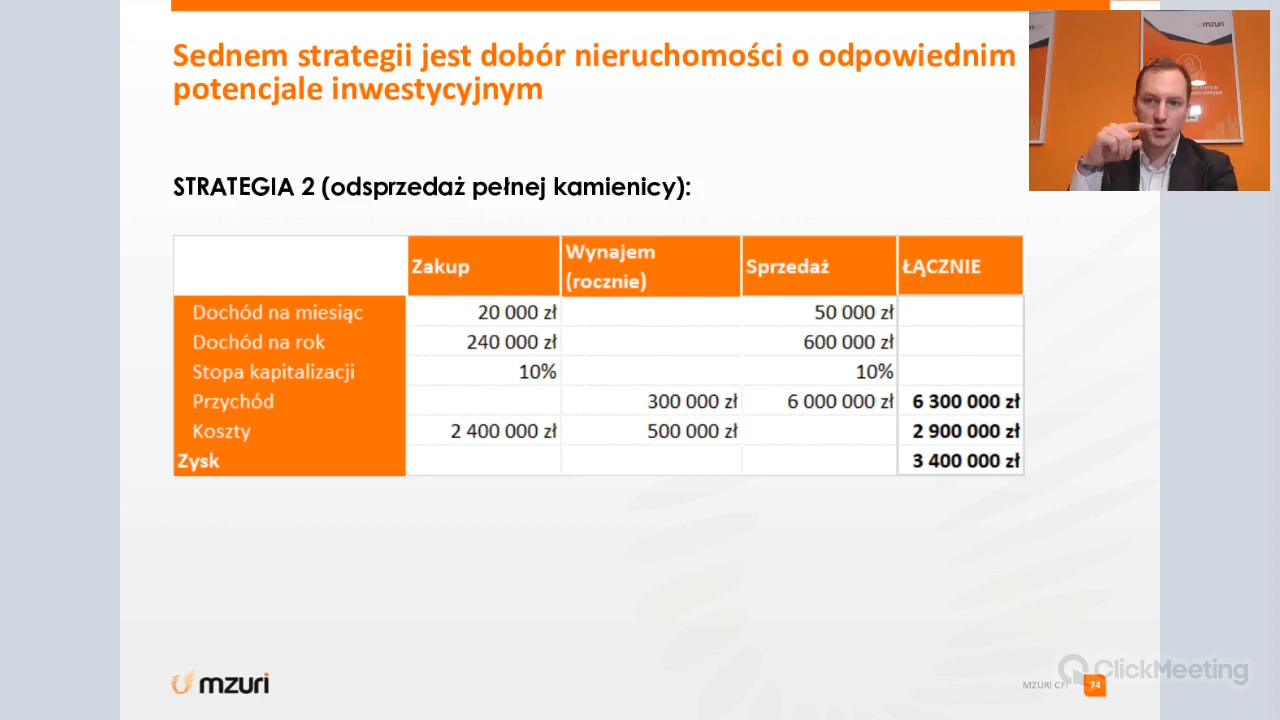 Sednem strategii jest dobór nieruchomości o odpowiednim
potencjale inwestycyjnym
mzuri
STRATEGIA 2 (odsprzedaż pełnej kamienicy):
Zakup Wynajem (rocznie) Sprzedaż ŁĄCZNIE
Dochód na miesiąc 20 000 zł 50 000 zł
Dochód na rok 240 000 zł 600 000 zł
Stopa kapitalizacji 10% 10%
Przychód 300 000 zł 6 000 000 zł 6 300 000 zł
Koszty 2 400 000 zł 500 000 zł 2 900 000 zł
Zysk 3 400 000 zł
mzuri
ClickMeeting
MZURI CFI 74